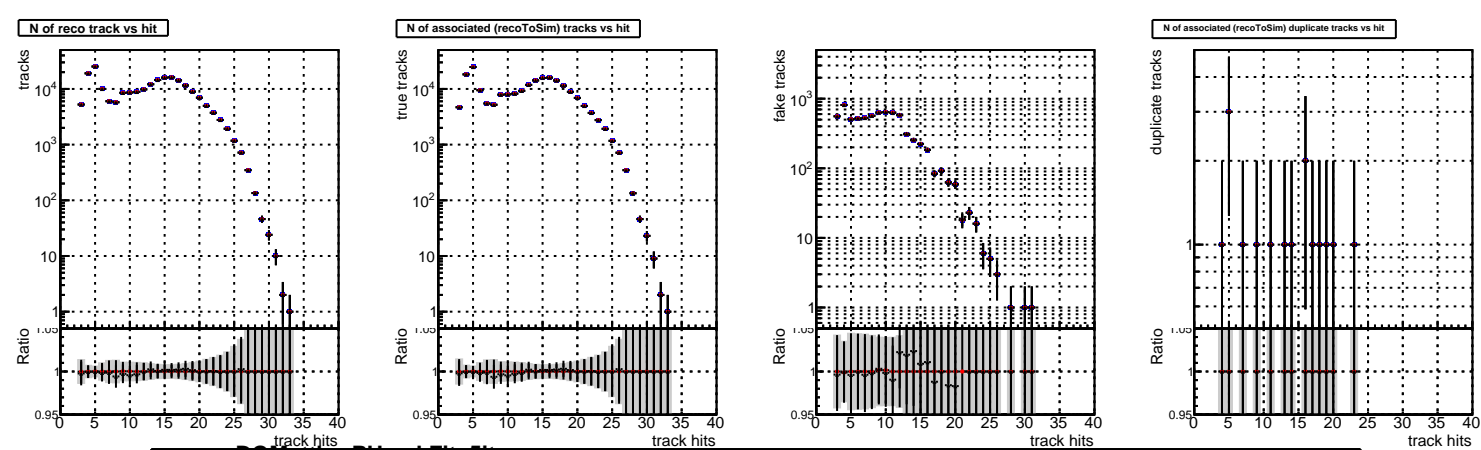 N of reco track vs hit
N of associated (recoToSim) tracks vs hit
N of associated (recoToSim) duplicate tracks vs hit
tracks
10⁴
10³
10²
10
1
Ratio
1.05
1
0.95
0 5 10 15 20 25 30 35 40
track hits
true tracks
10⁴
10³
10²
10
1
Ratio
1.05
1
0.95
0 5 10 15 20 25 30 35 40
track hits
fake tracks
10³
10²
10
1
Ratio
1.05
1
0.95
0 5 10 15 20 25 30 35 40
track hits
duplicate tracks
1
Ratio
1.05
1
0.95
0 5 10 15 20 25 30 35 40
track hits